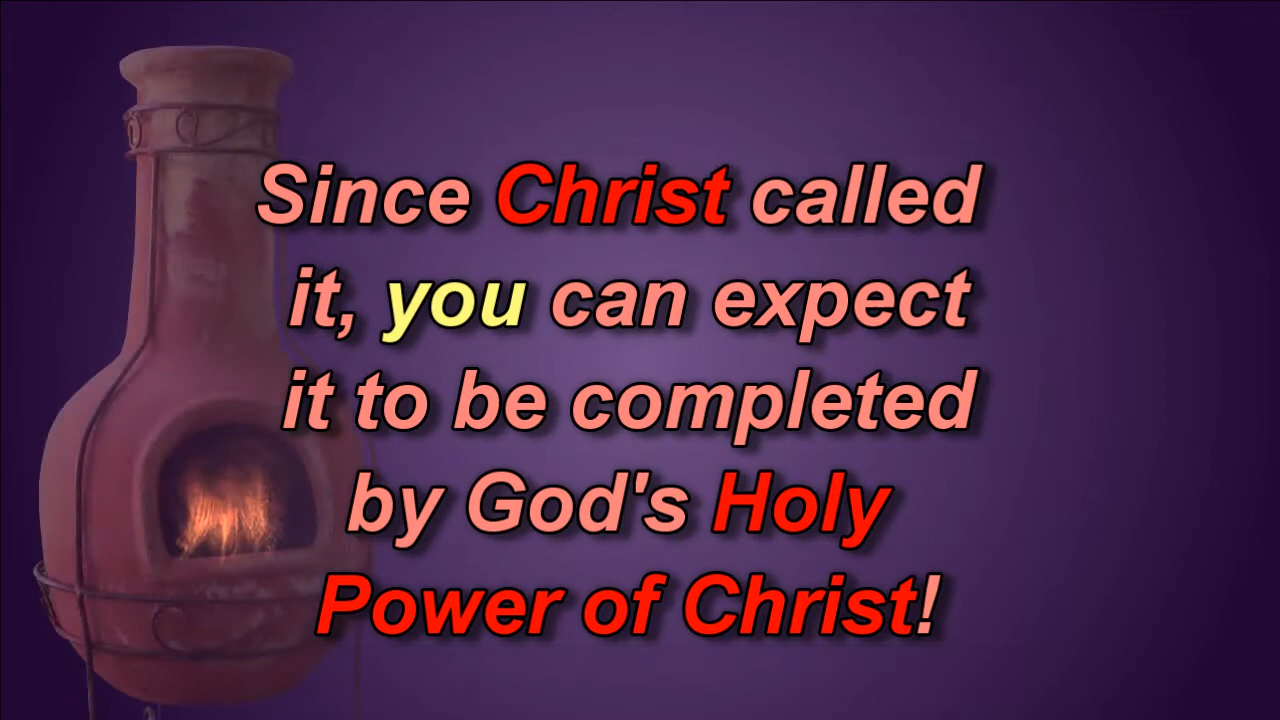 Since Christ called
it, you can expect
it to be completed
by God's Holy
Power of Christ!